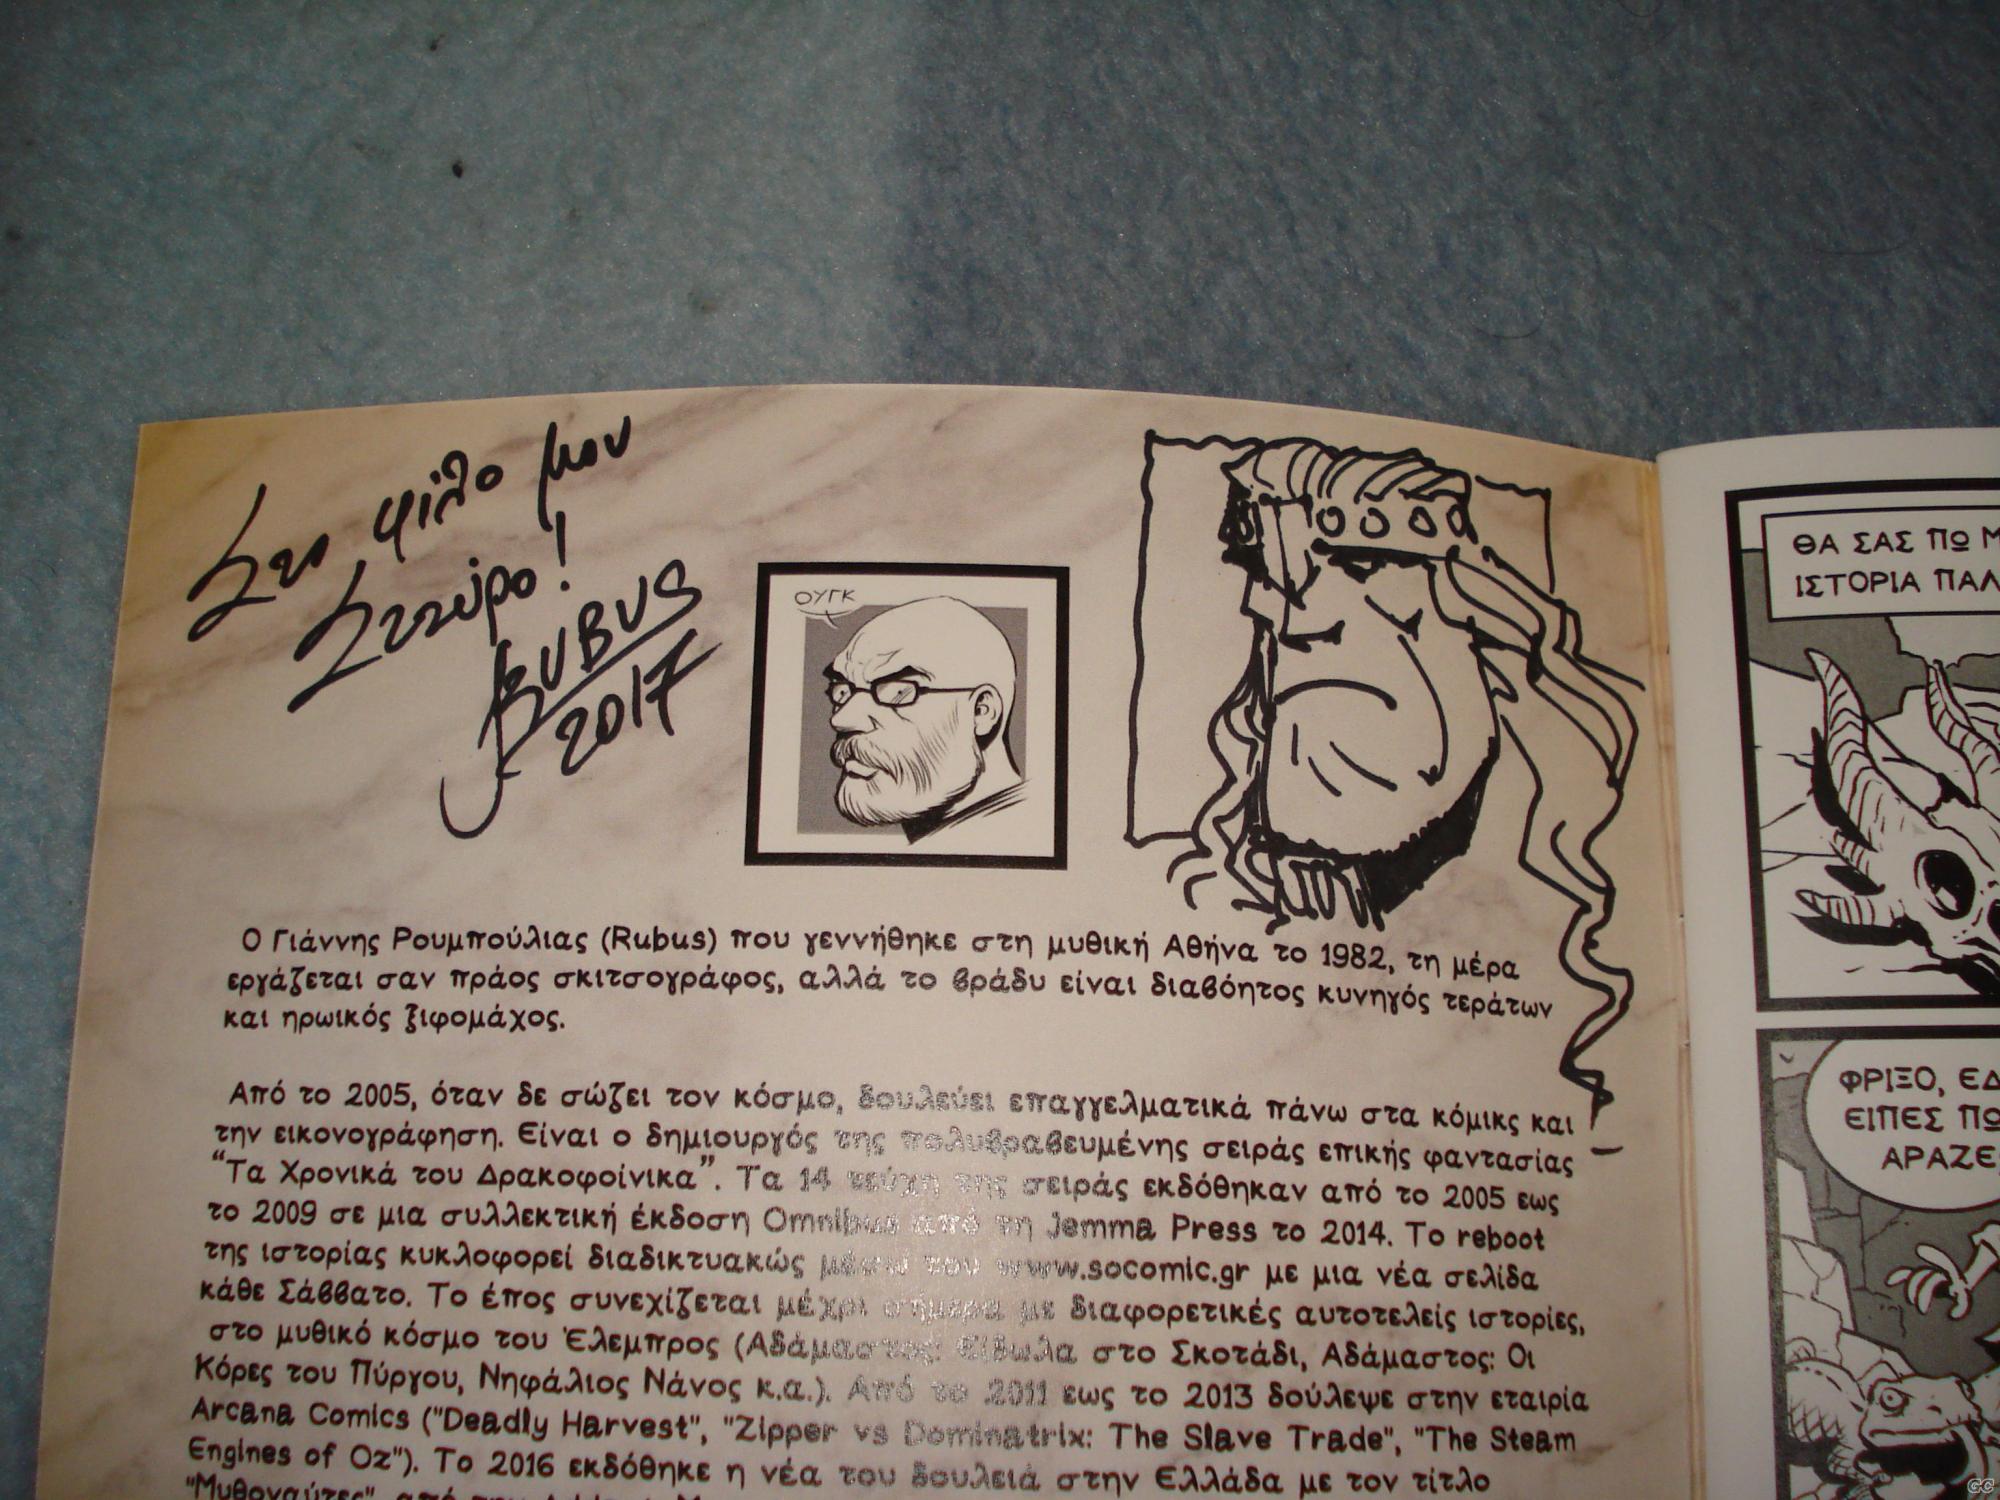 Στο φίλο μου
Σταύρο!
RUBUS
2017
ΟΥΓΚ
Ο Γιάννης Ρουμπούλιας (Rubus) που γεννήθηκε στη μυθική Αθήνα το 1982, τη μέρα
εργάζεται σαν πράος σκιτσογράφος, αλλά το βράδυ είναι διαβόητος κυνηγός τεράτων
και ηρωικός ξιφομάχος.
Από το 2005, όταν δε σώζει τον κόσμο, δουλεύει επαγγελματικά πάνω στα κόμικς και
την εικονογράφηση. Είναι ο δημιουργός της πολυβραβευμένης σειράς επικής φαντασίας
"Τα Χρονικά του Δρακοφοίνικα". Τα 14 τεύχη της σειράς εκδόθηκαν από το 2005 εως
το 2009 σε μια συλλεκτική έκδοση Omnibus από τη Jemma Press το 2014. Το reboot
της ιστορίας κυκλοφορεί διαδικτυακώς μέσω του www.socomic.gr με μια νέα σελίδα
κάθε Σάββατο. Το έπος συνεχίζεται μέχρι σήμερα με διαφορετικές αυτοτελείς ιστορίες,
στο μυθικό κόσμο του Έλεμπρος (Αδάμαστος: Είδωλα στο Σκοτάδι, Αδάμαστος: Οι
Κόρες του Πύργου, Νηφάλιος Νάνος κ.α.). Από το 2011 εως το 2013 δούλεψε στην εταιρία
Arcana Comics ("Deadly Harvest", "Zipper vs Dominatrix: The Slave Trade", "The Steam
Engines of Oz"). Το 2016 εκδόθηκε η νέα του δουλειά στην Ελλάδα με τον τίτλο
"Μυθοναύτες", από
ΘΑ ΣΑΣ ΠΩ
ΙΣΤΟΡΙΑ ΠΑΛ
ΦΡΙΞΟ, ΕΔ
ΕΙΠΕΣ ΠΩ
ΑΡΑΖΕ
GC